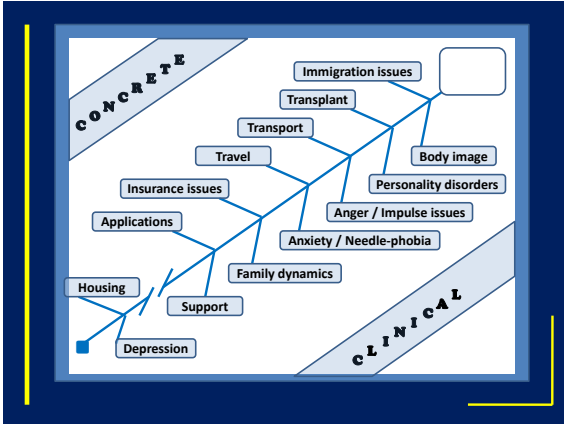 CONCRETE
Immigration issues
Transplant
Transport
Travel
Body image
Personality disorders
Insurance issues
Anger / Impulse issues
Applications
Anxiety / Needle-phobia
Family dynamics
Housing
Support
CLINICAL
Depression